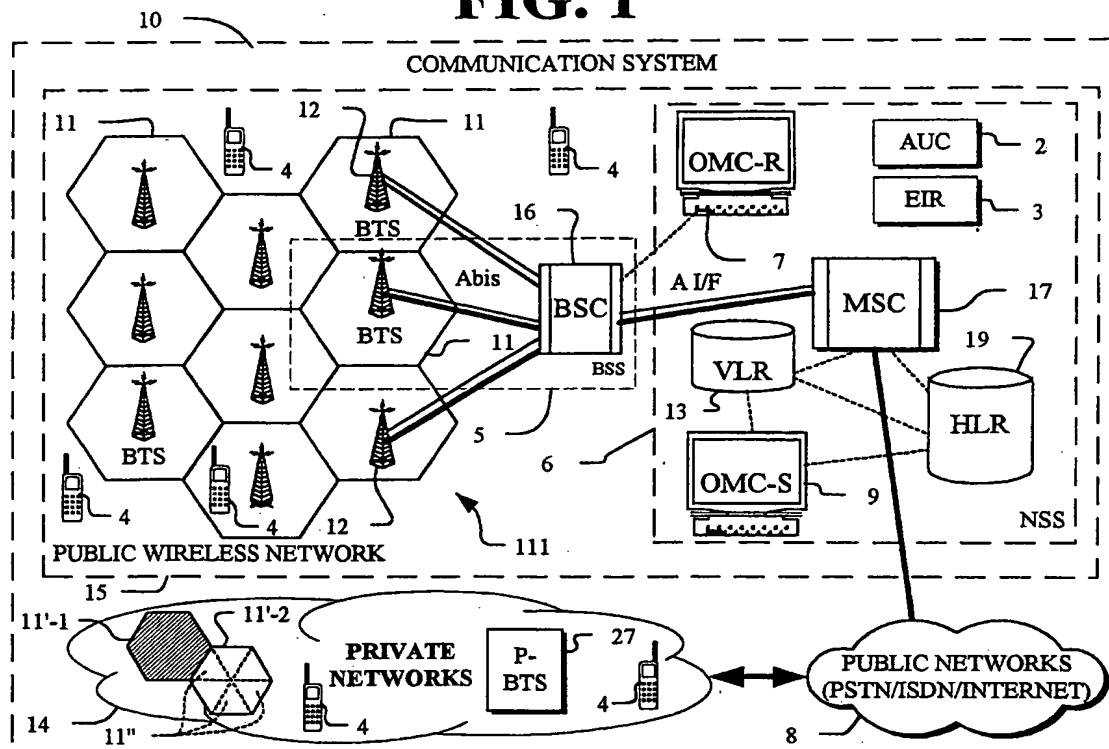 FIG. 1
10
COMMUNICATION SYSTEM
11
12
11
4
4
OMC-R
AUC
2
EIR
3
BTS
16
7
Abis
BSC
A I/F
MSC
17
BTS
11
BSS
VLR
19
13
HLR
5
6
BTS
OMC-S
9
4
4
12
111
NSS
PUBLIC WIRELESS NETWORK
15
11'-1
11'-2
PRIVATE
NETWORKS
P-
BTS
27
PUBLIC NETWORKS
(PSTN/ISDN/INTERNET)
14
11"
4
4
8